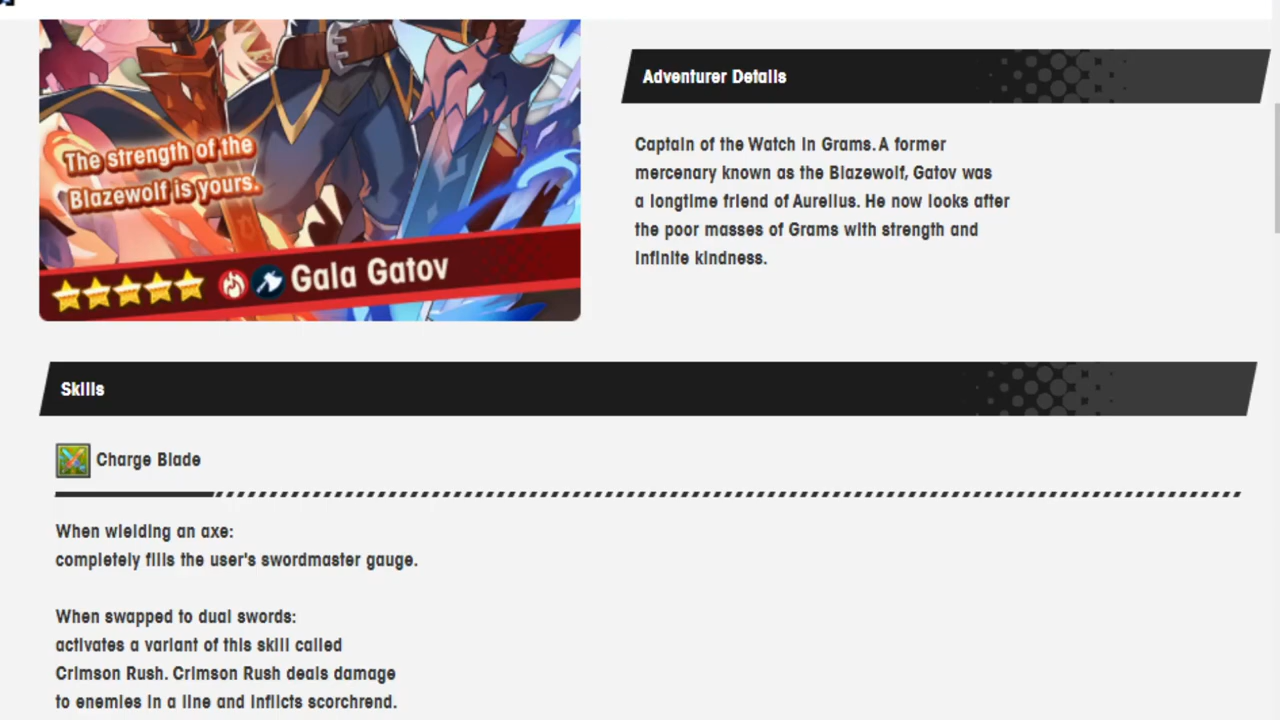 The strength of the
Blazewolf is yours.
Gala Gatov
Adventurer Details
Captain of the Watch in Grams. A former
mercenary known as the Blazewolf, Gatov was
a longtime friend of Aurelius. He now looks after
the poor masses of Grams with strength and
infinite kindness.
Skills
Charge Blade
When wielding an axe:
completely fills the user's swordmaster gauge.
When swapped to dual swords:
activates a variant of this skill called
Crimson Rush. Crimson Rush deals damage
to enemies in a line and inflicts scorchrend.